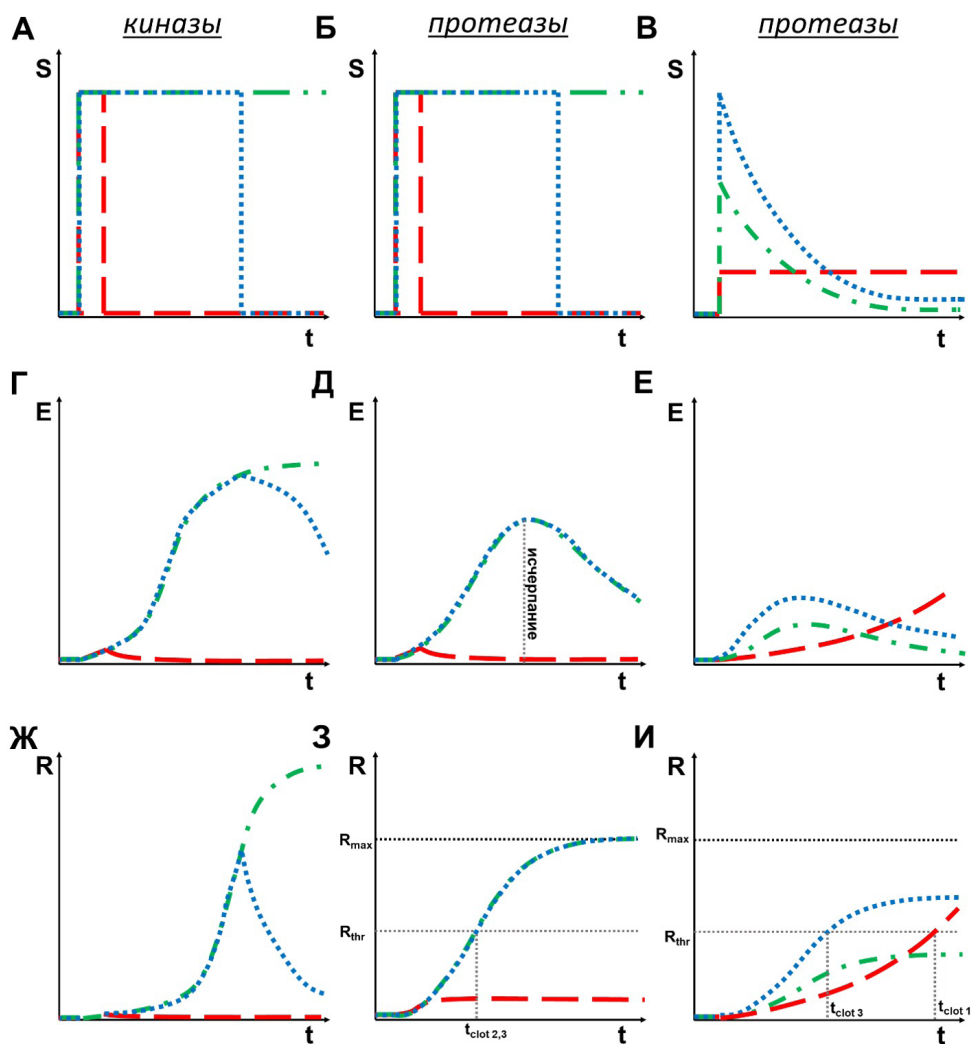 А
киназы
Б
протеазы
В
протеазы
S
t
S
t
S
t
Г
Д
Е
E
t
E
исчерпание
t
E
t
Ж
З
И
R
t
R
Rmax
Rthr
tclot 2,3
t
R
Rmax
Rthr
tclot 3
tclot 1
t